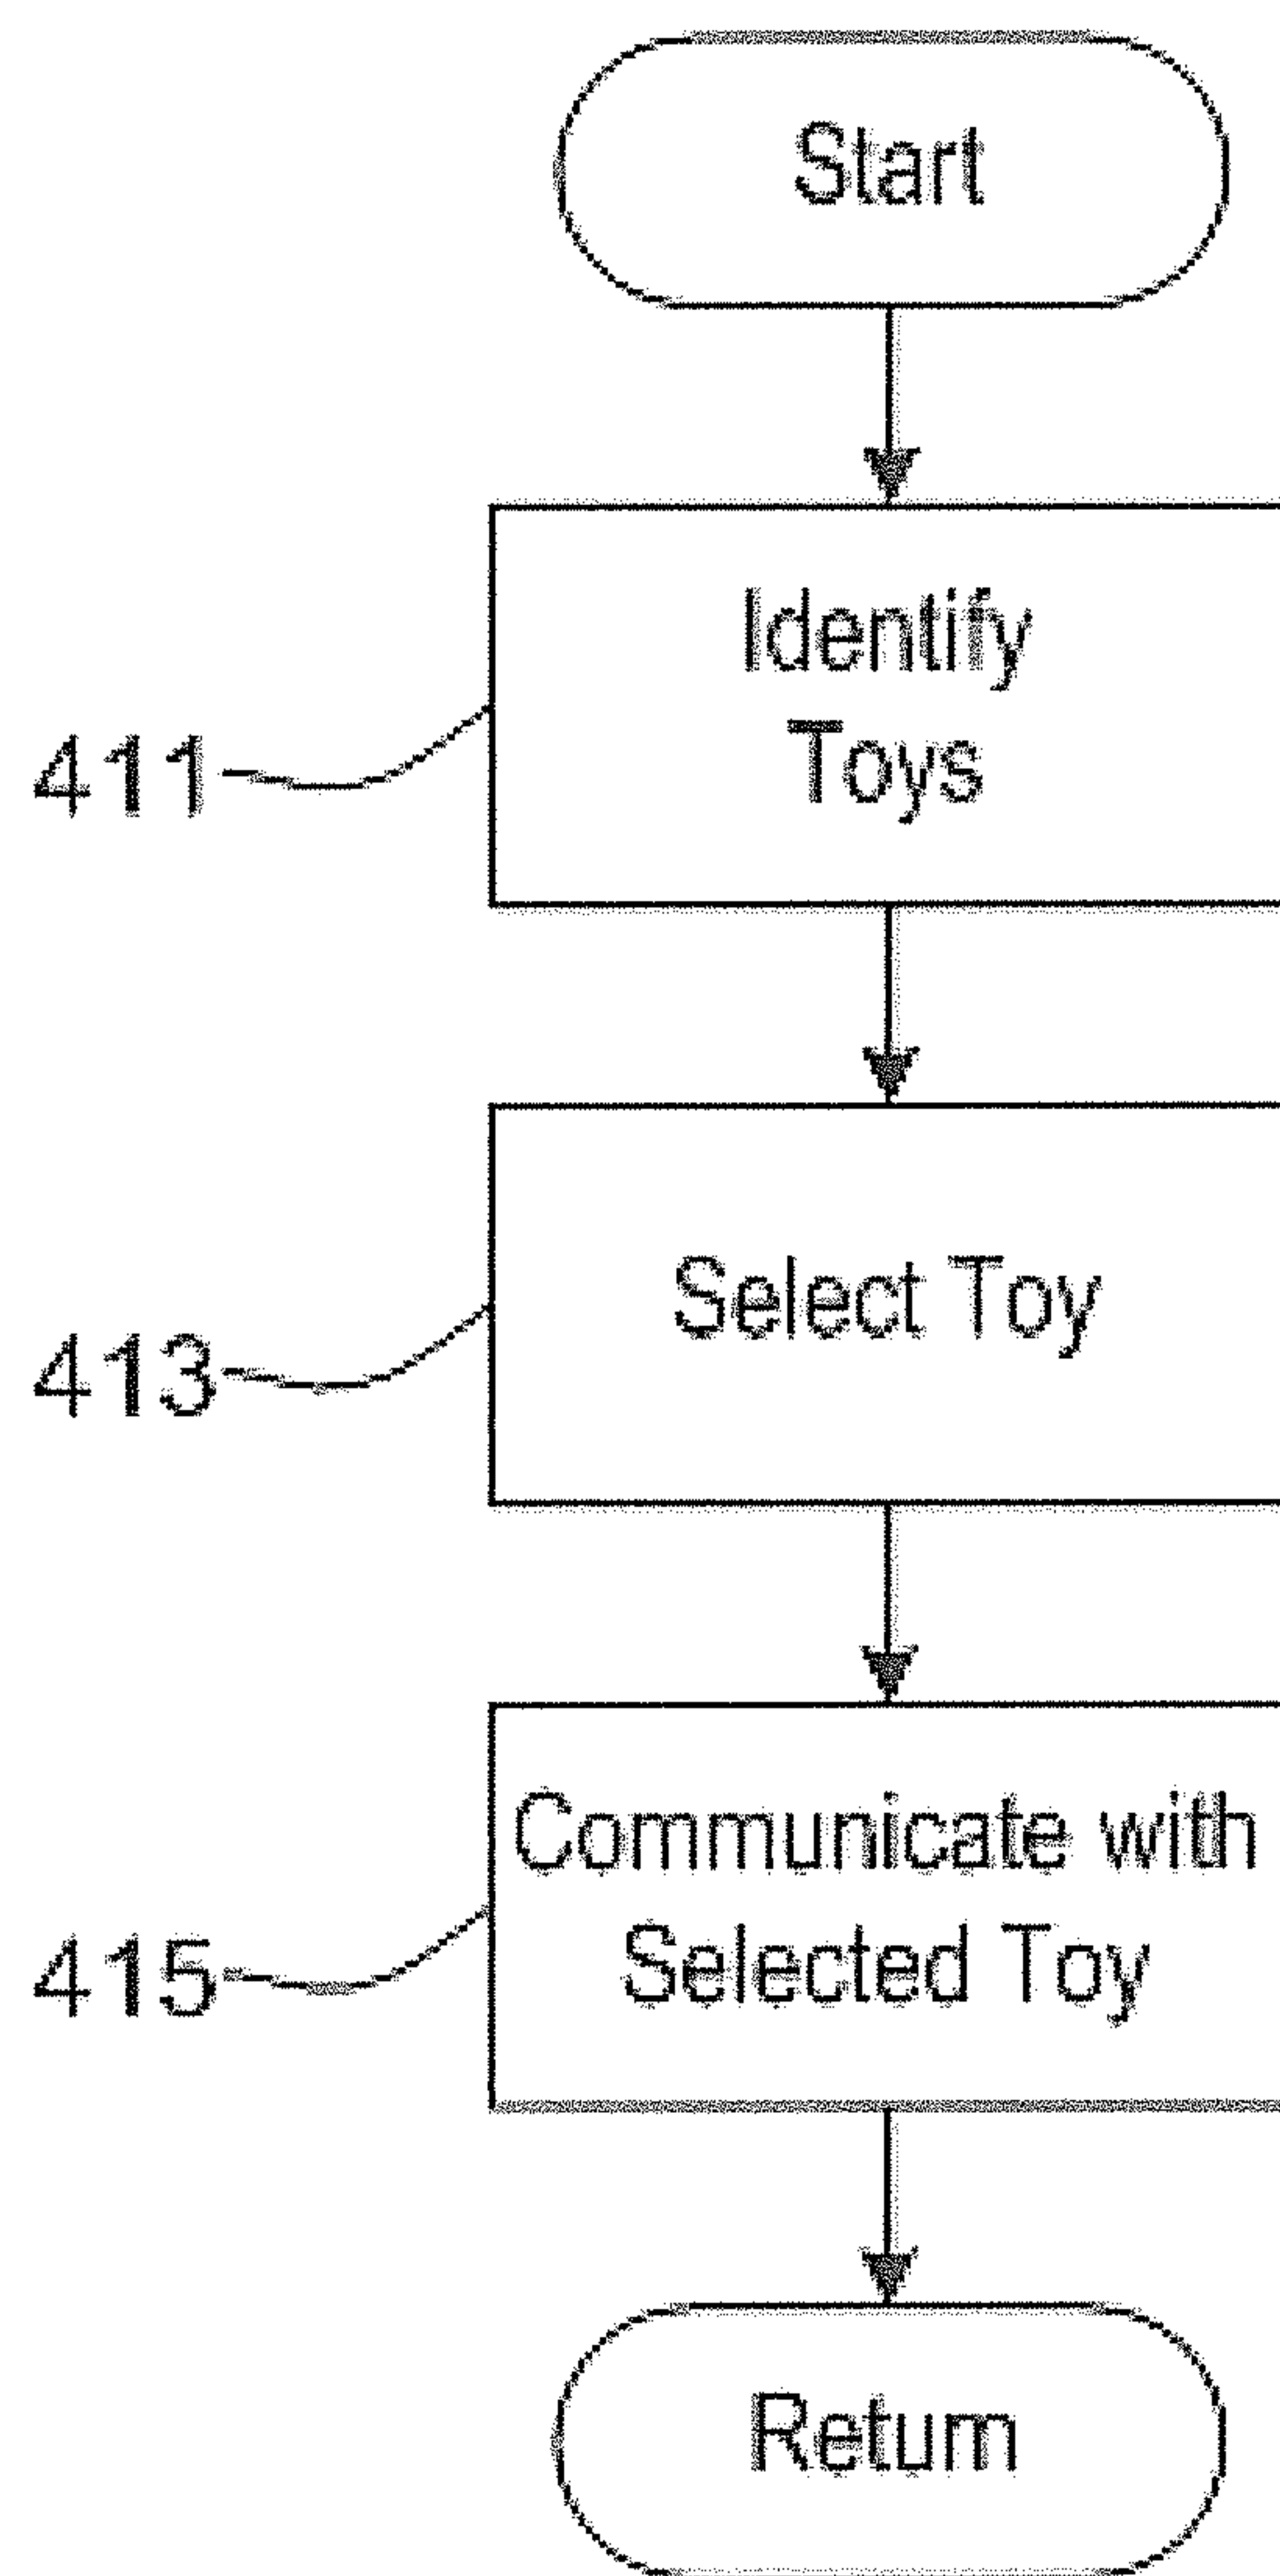 Start
Identify
Toys
411
Select Toy
413
Communicate with
Selected Toy
415
Return